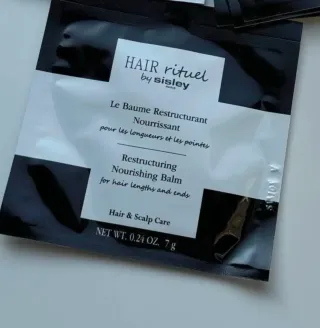 HAIR rituel
by sisley
PARIS
Le Baume Restructurant
Nourrissant
pour les longueurs et les pointes
Restructuring
Nourishing Balm
for hair lengths and ends
Hair & Scalp Care
NET WT. 0.24 OZ. 7 g